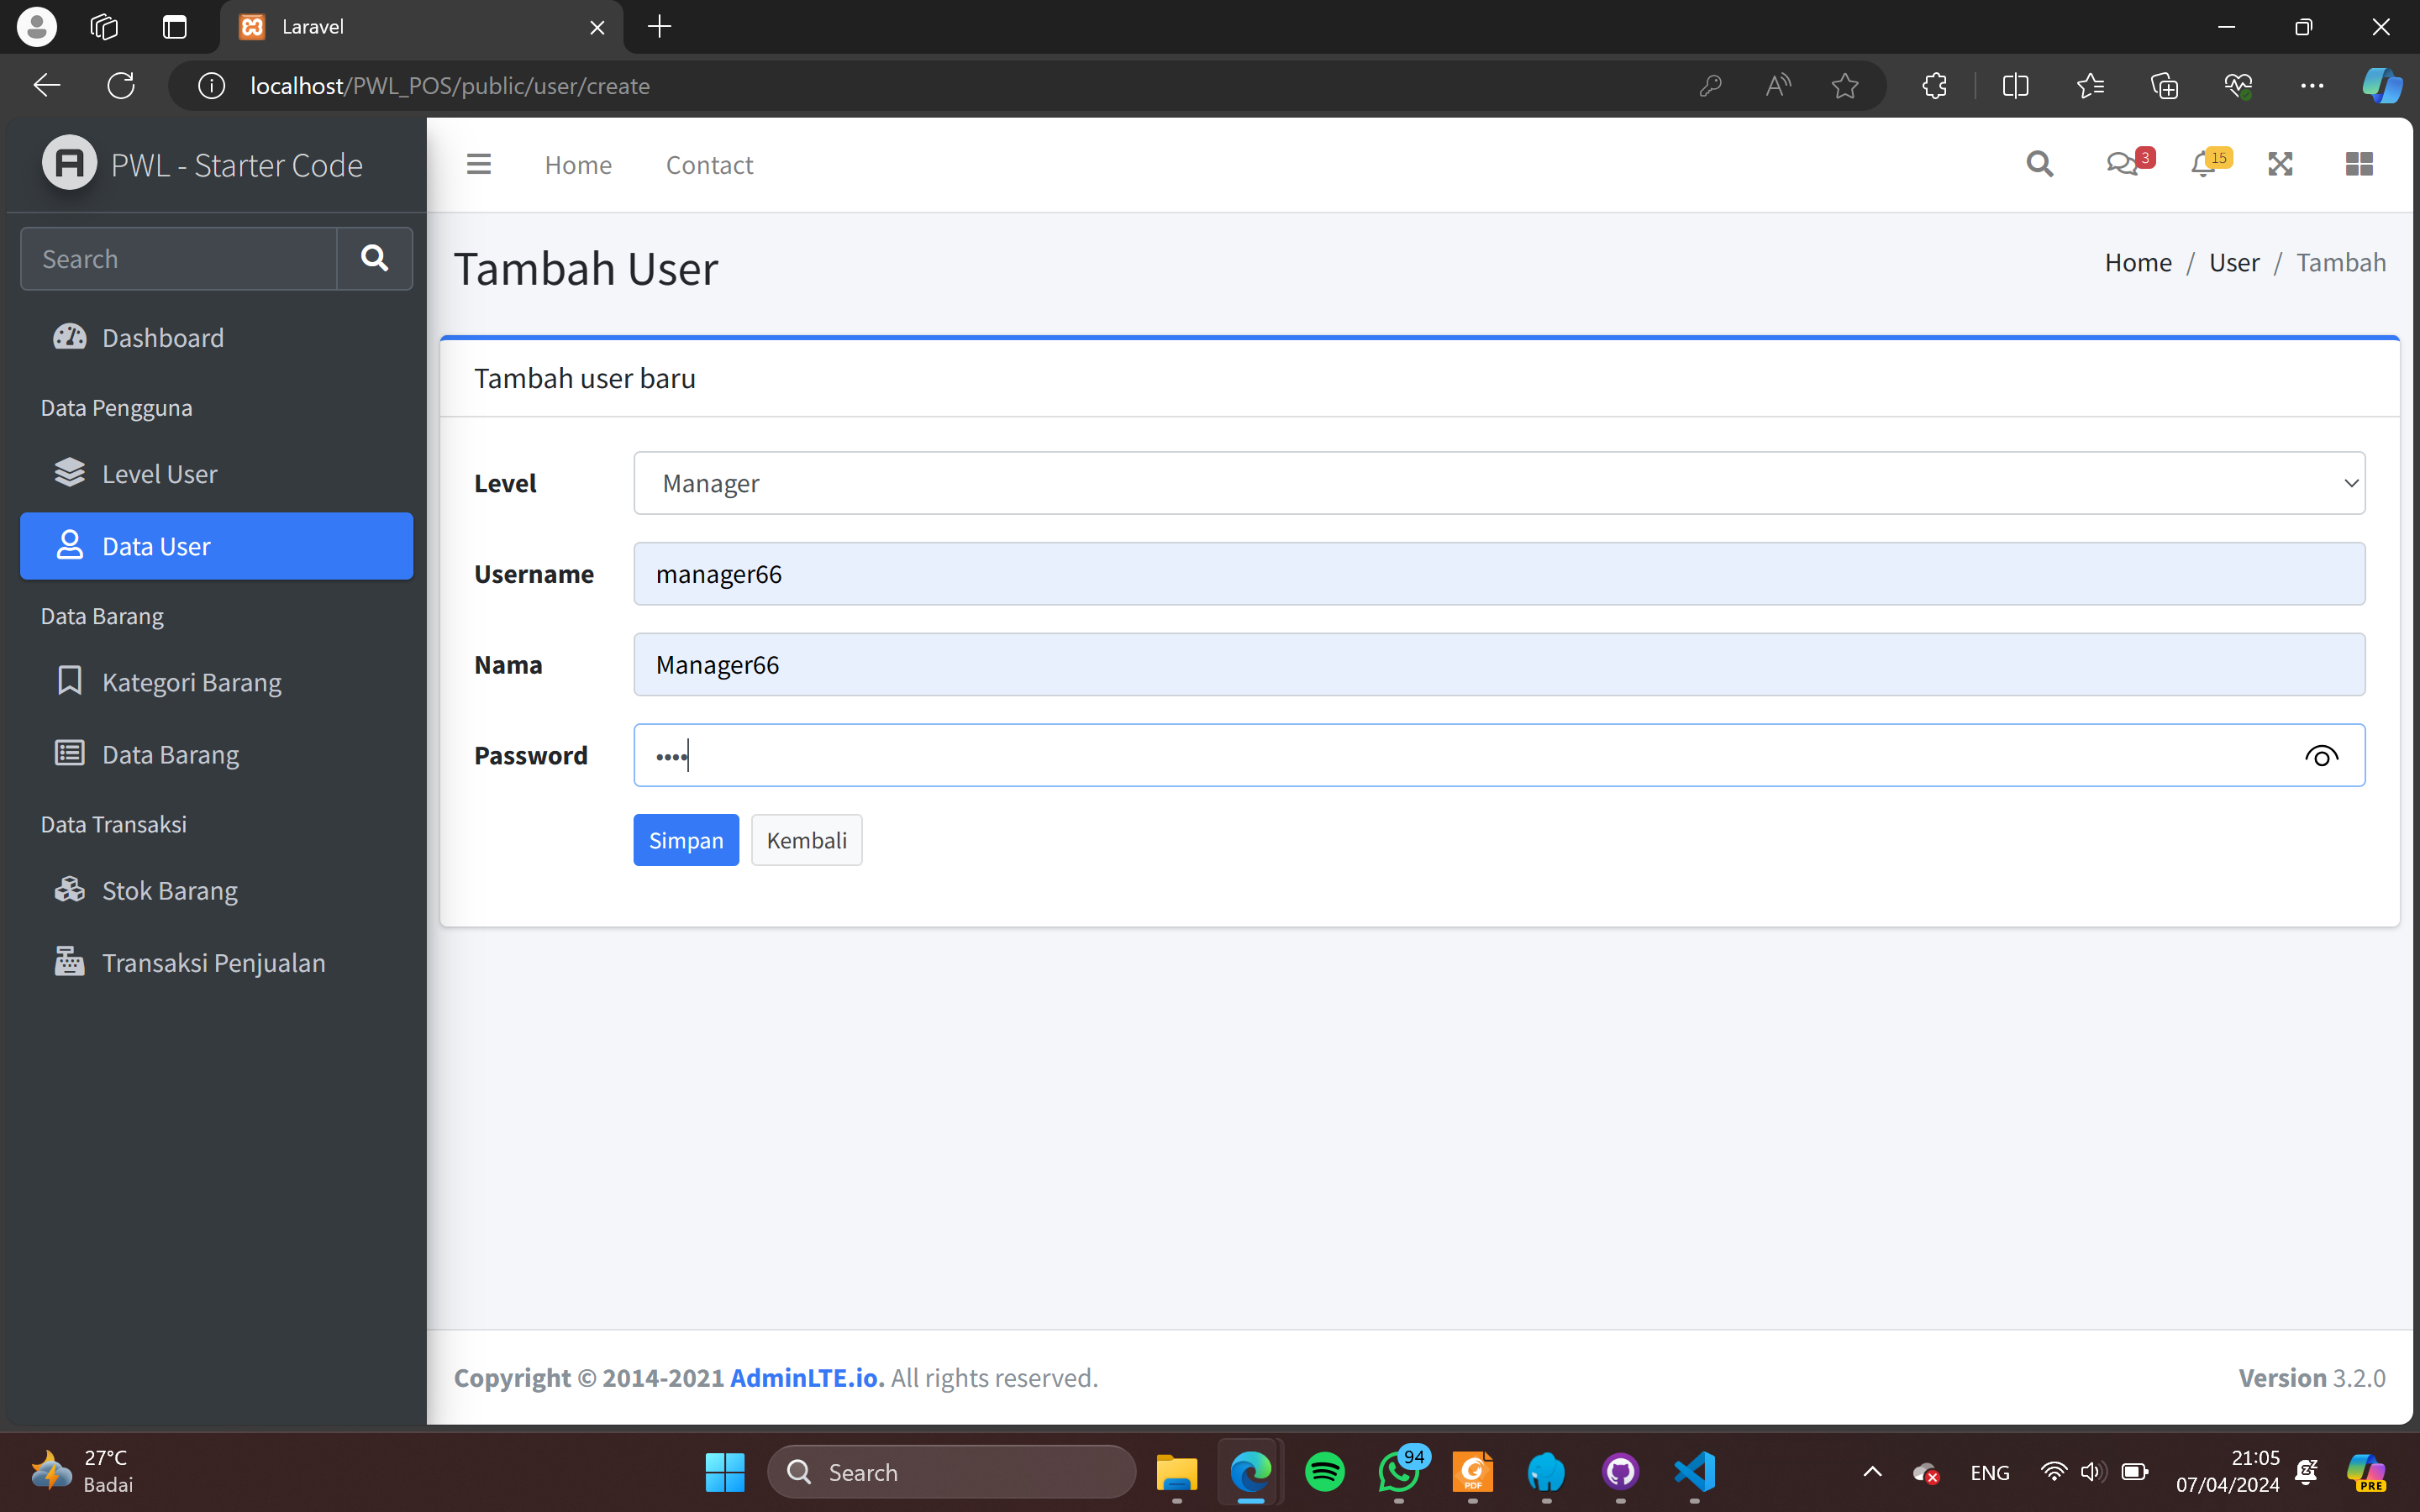 Laravel
localhost/PWL_POS/public/user/create
PWL - Starter Code
Home
Contact
3
15
Search
Tambah User
Home / User / Tambah
Dashboard
Data Pengguna
Level User
Data User
Data Barang
Kategori Barang
Data Barang
Data Transaksi
Stok Barang
Transaksi Penjualan
Tambah user baru
Level
Manager
Username
manager66
Nama
Manager66
Password
••••
Simpan
Kembali
Copyright © 2014-2021 AdminLTE.io. All rights reserved.
Version 3.2.0
27°C
Badai
Search
94
PDF
ENG
21:05
07/04/2024
PRE